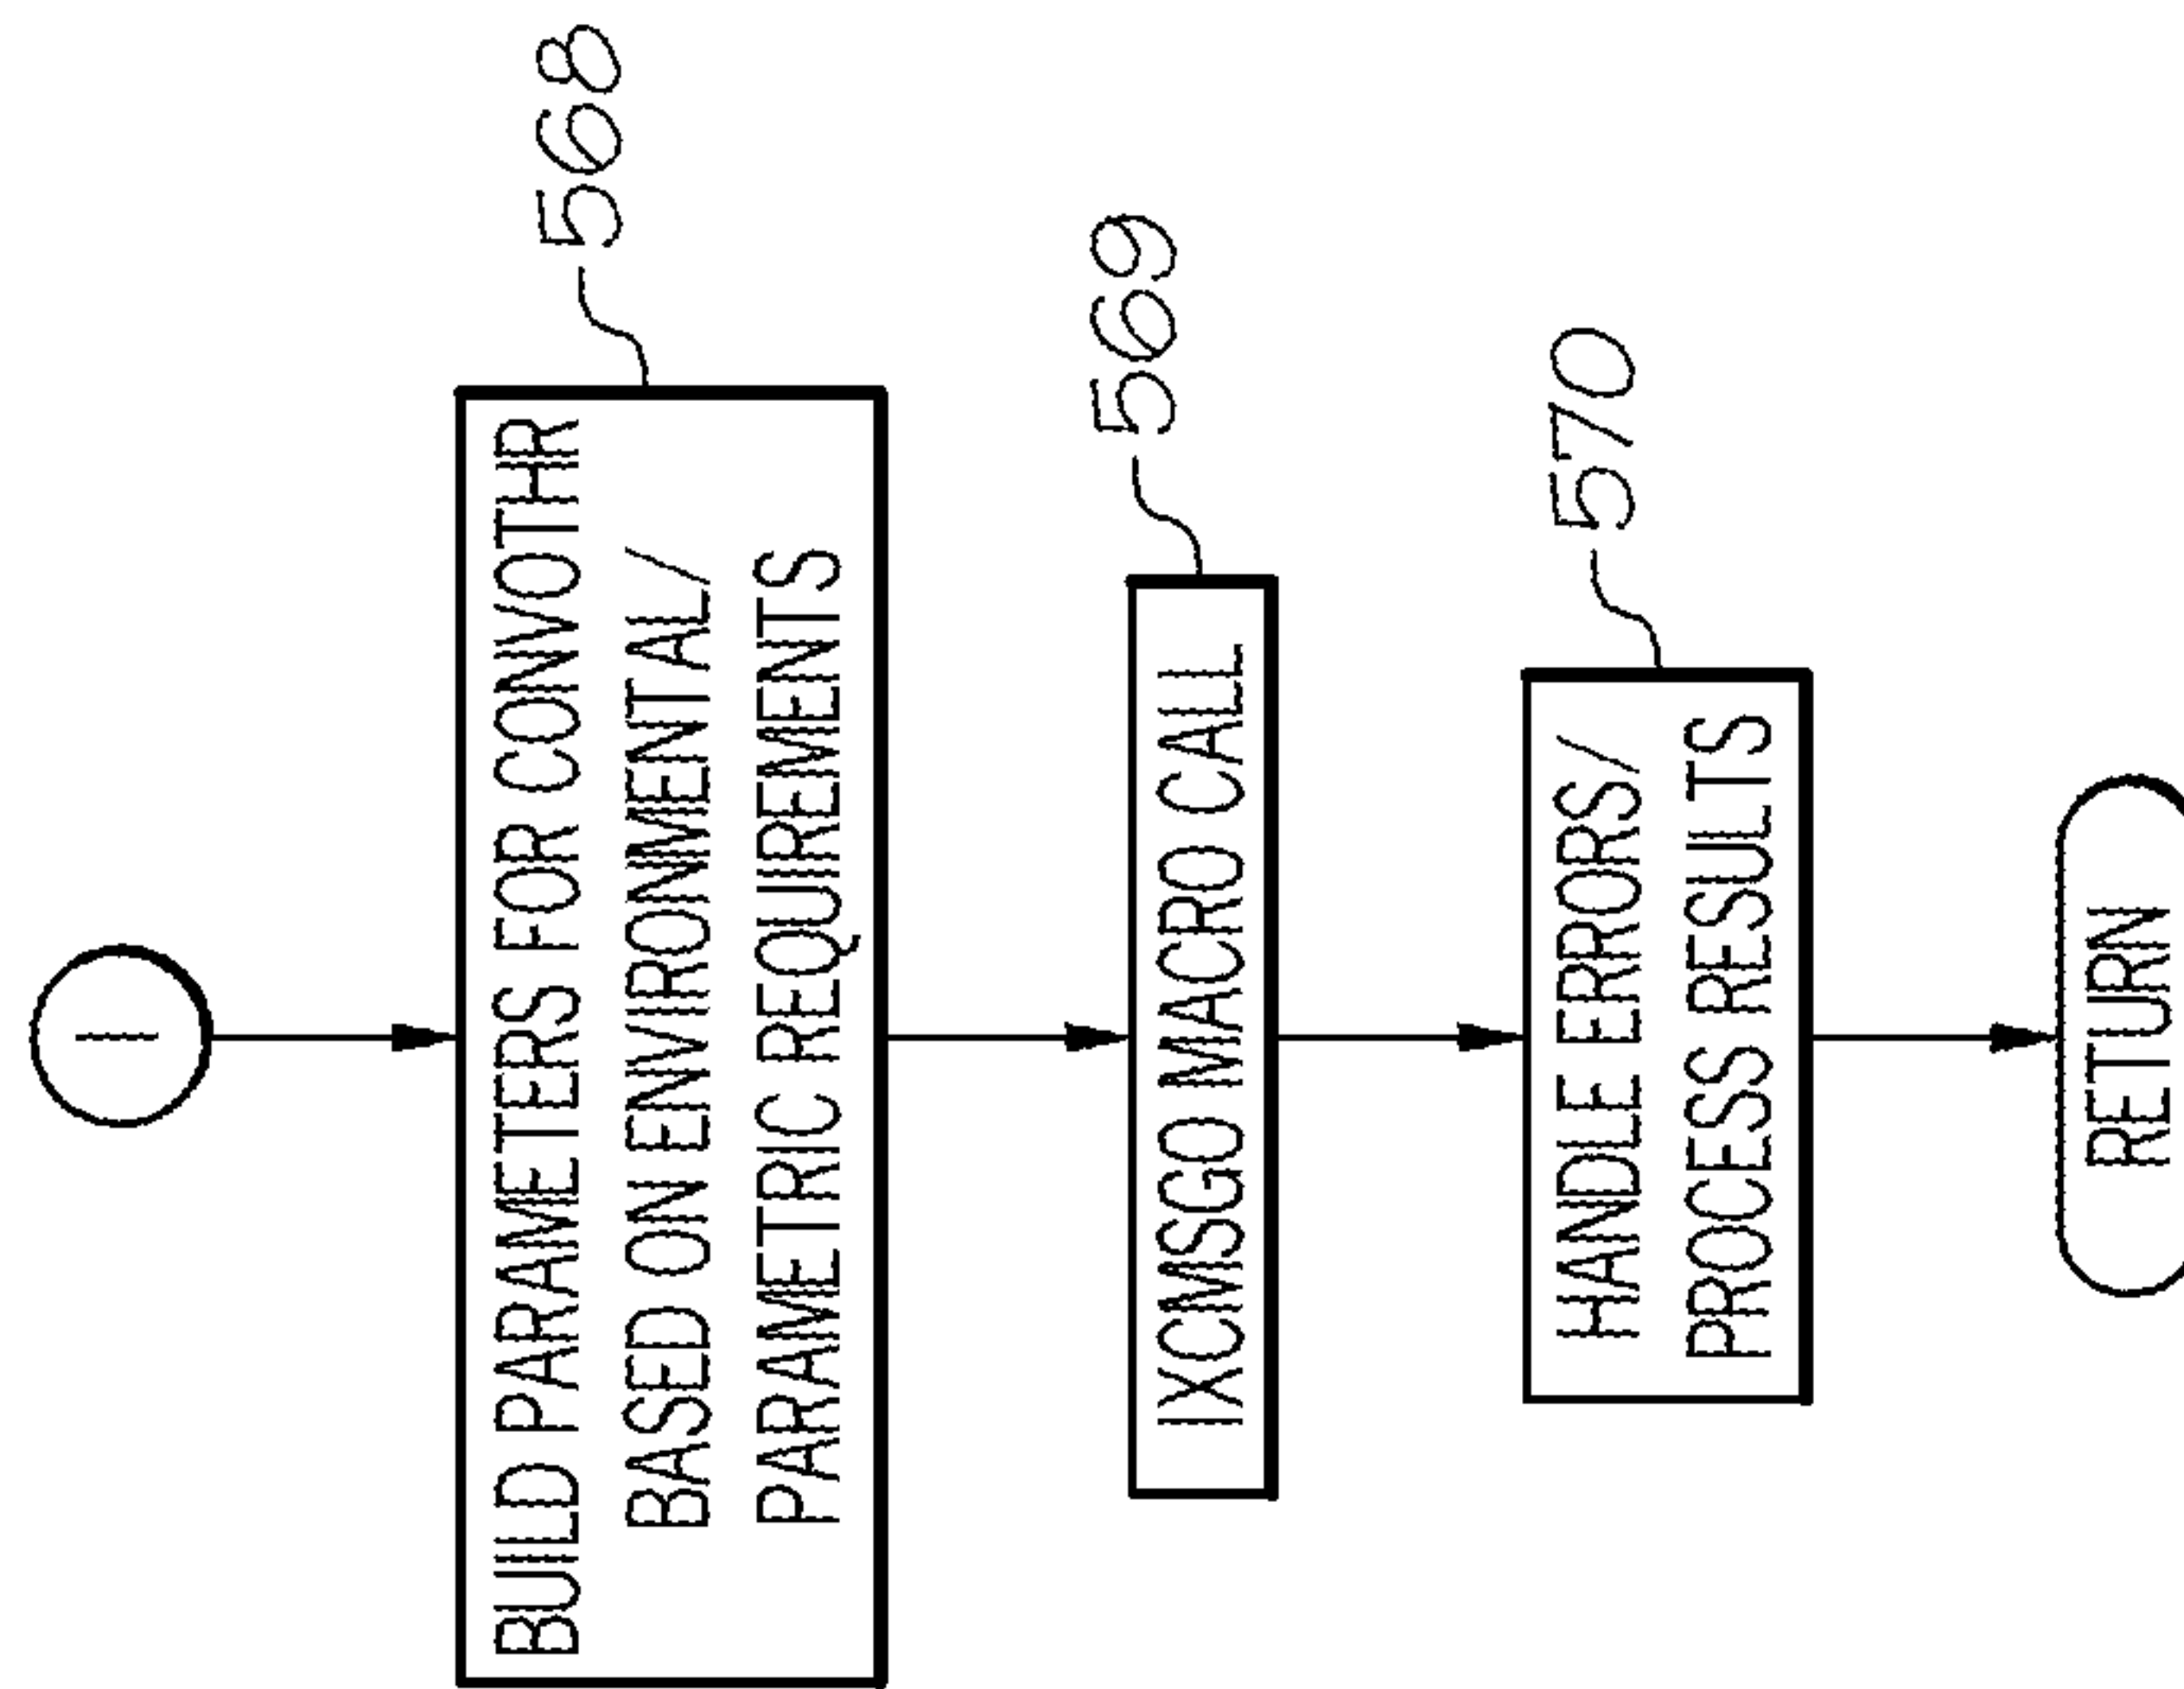 1
BUILD PARAMETERS FOR CONVOTHR
BASED ON ENVIRONMENTAL/
PARAMETRIC REQUIREMENTS
568
IXCMSGO MACRO CALL
569
HANDLE ERRORS/
PROCESS RESULTS
570
RETURN